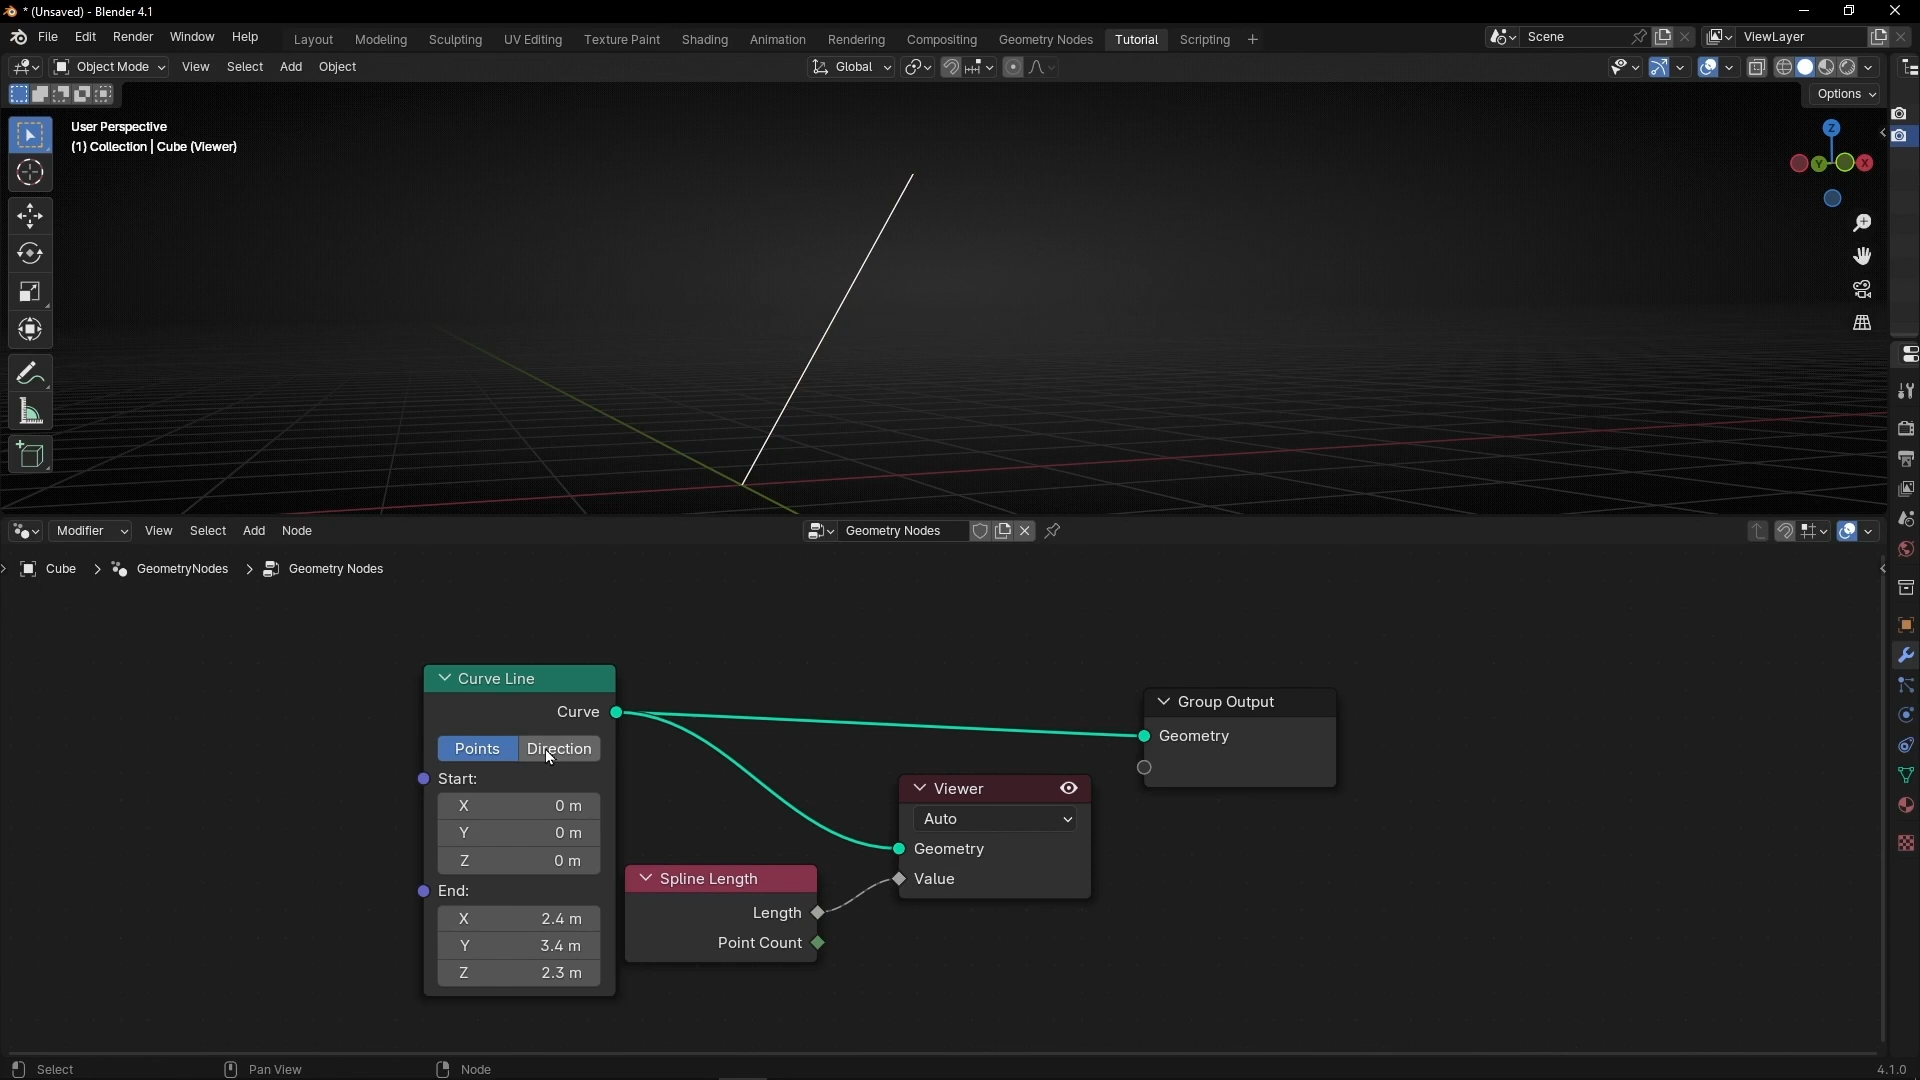 * (Unsaved) - Blender 4.1
File Edit Render Window Help Layout Modeling Sculpting UV Editing Texture Paint Shading Animation Rendering Compositing Geometry Nodes Tutorial Scripting + Scene ViewLayer
Object Mode View Select Add Object Global
Options
User Perspective
(1) Collection | Cube (Viewer)
Z
Y
X
Modifier View Select Add Node Geometry Nodes
Cube > GeometryNodes > Geometry Nodes
Curve Line
Curve
Points Direction
Start:
X 0 m
Y 0 m
Z 0 m
End:
X 2.4 m
Y 3.4 m
Z 2.3 m
Spline Length
Length
Point Count
Viewer
Auto
Geometry
Value
Group Output
Geometry
Select Pan View Node 4.1.0